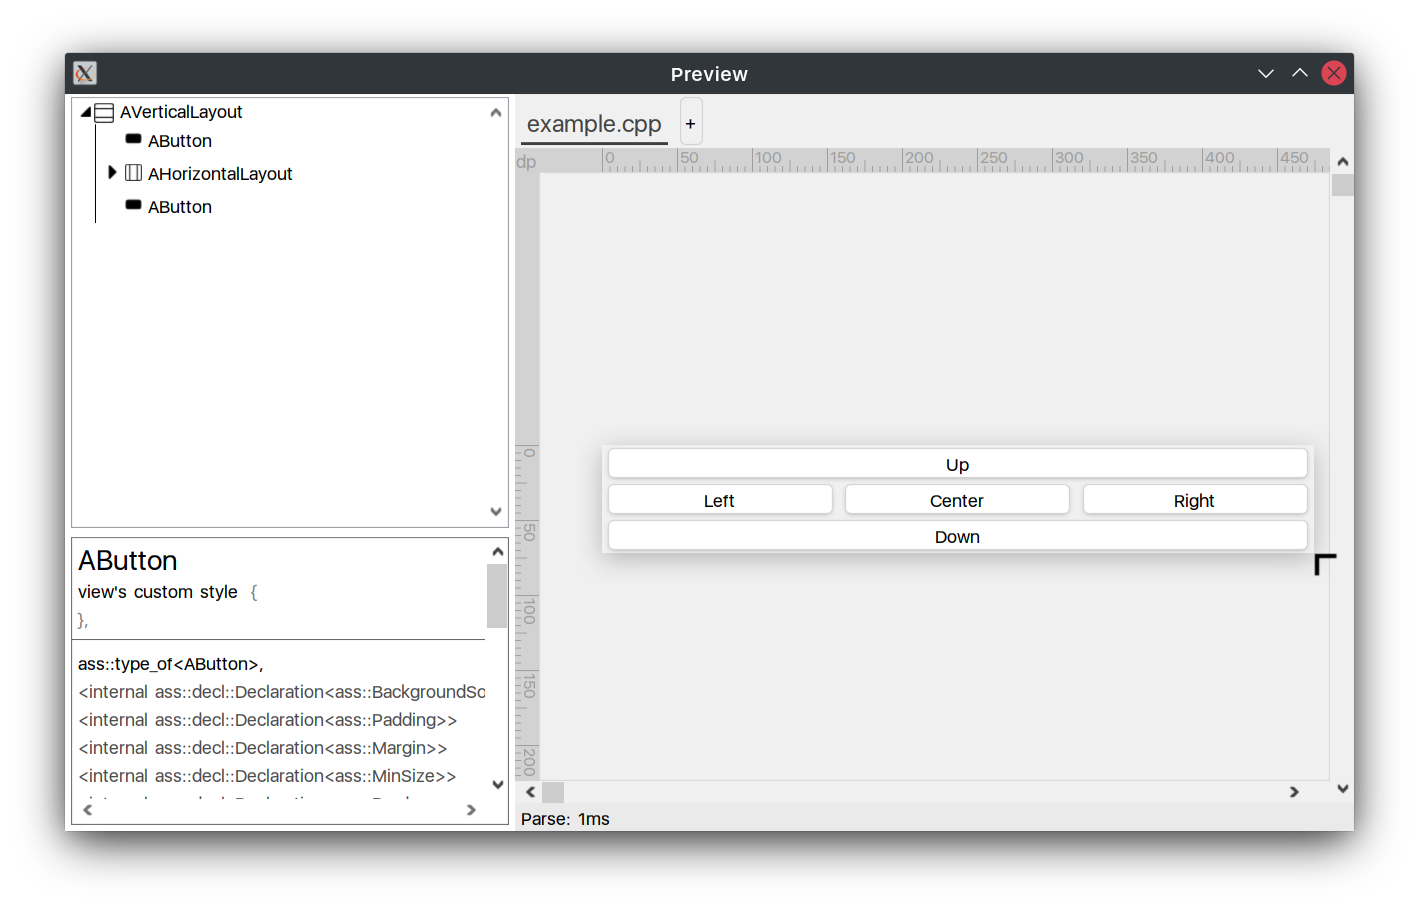 Preview
AVerticalLayout
AButton
AHorizontalLayout
AButton
AButton
view's custom style {
},
ass::type_of<AButton>,
<internal ass::decl::Declaration<ass::BackgroundSo
<internal ass::decl::Declaration<ass::Padding>>
<internal ass::decl::Declaration<ass::Margin>>
<internal ass::decl::Declaration<ass::MinSize>>
example.cpp +
dp 0 50 100 150 200 250 300 350 400 450
0
50
100
150
200
Up
Left Center Right
Down
Parse: 1ms